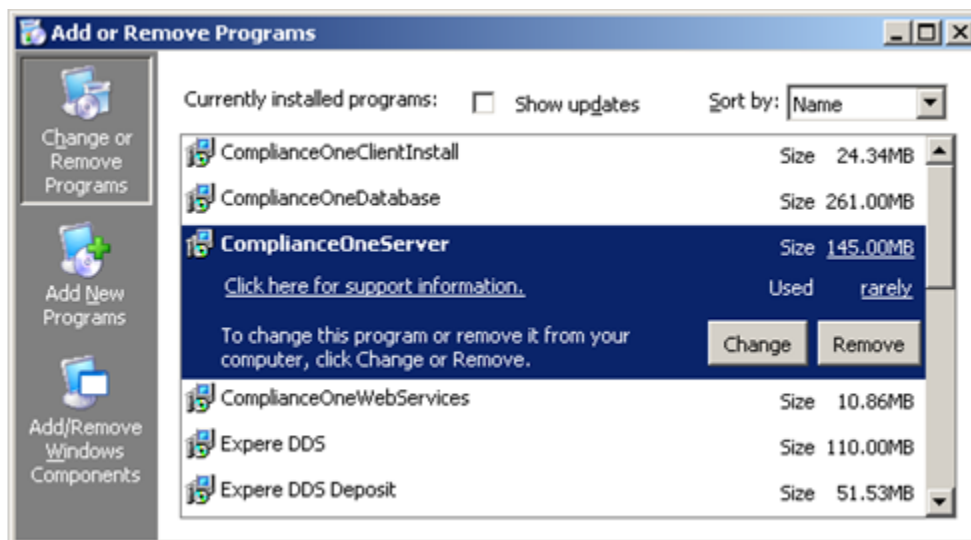 Add or Remove Programs
Change or
Remove
Programs
Add New
Programs
Add/Remove
Windows
Components
Currently installed programs: Show updates Sort by: Name
ComplianceOneClientInstall Size 24.34MB
ComplianceOneDatabase Size 261.00MB
ComplianceOneServer Size 145.00MB
Click here for support information. Used rarely
To change this program or remove it from your
computer, click Change or Remove.
Change Remove
ComplianceOneWebServices Size 10.86MB
Expere DDS Size 110.00MB
Expere DDS Deposit Size 51.53MB